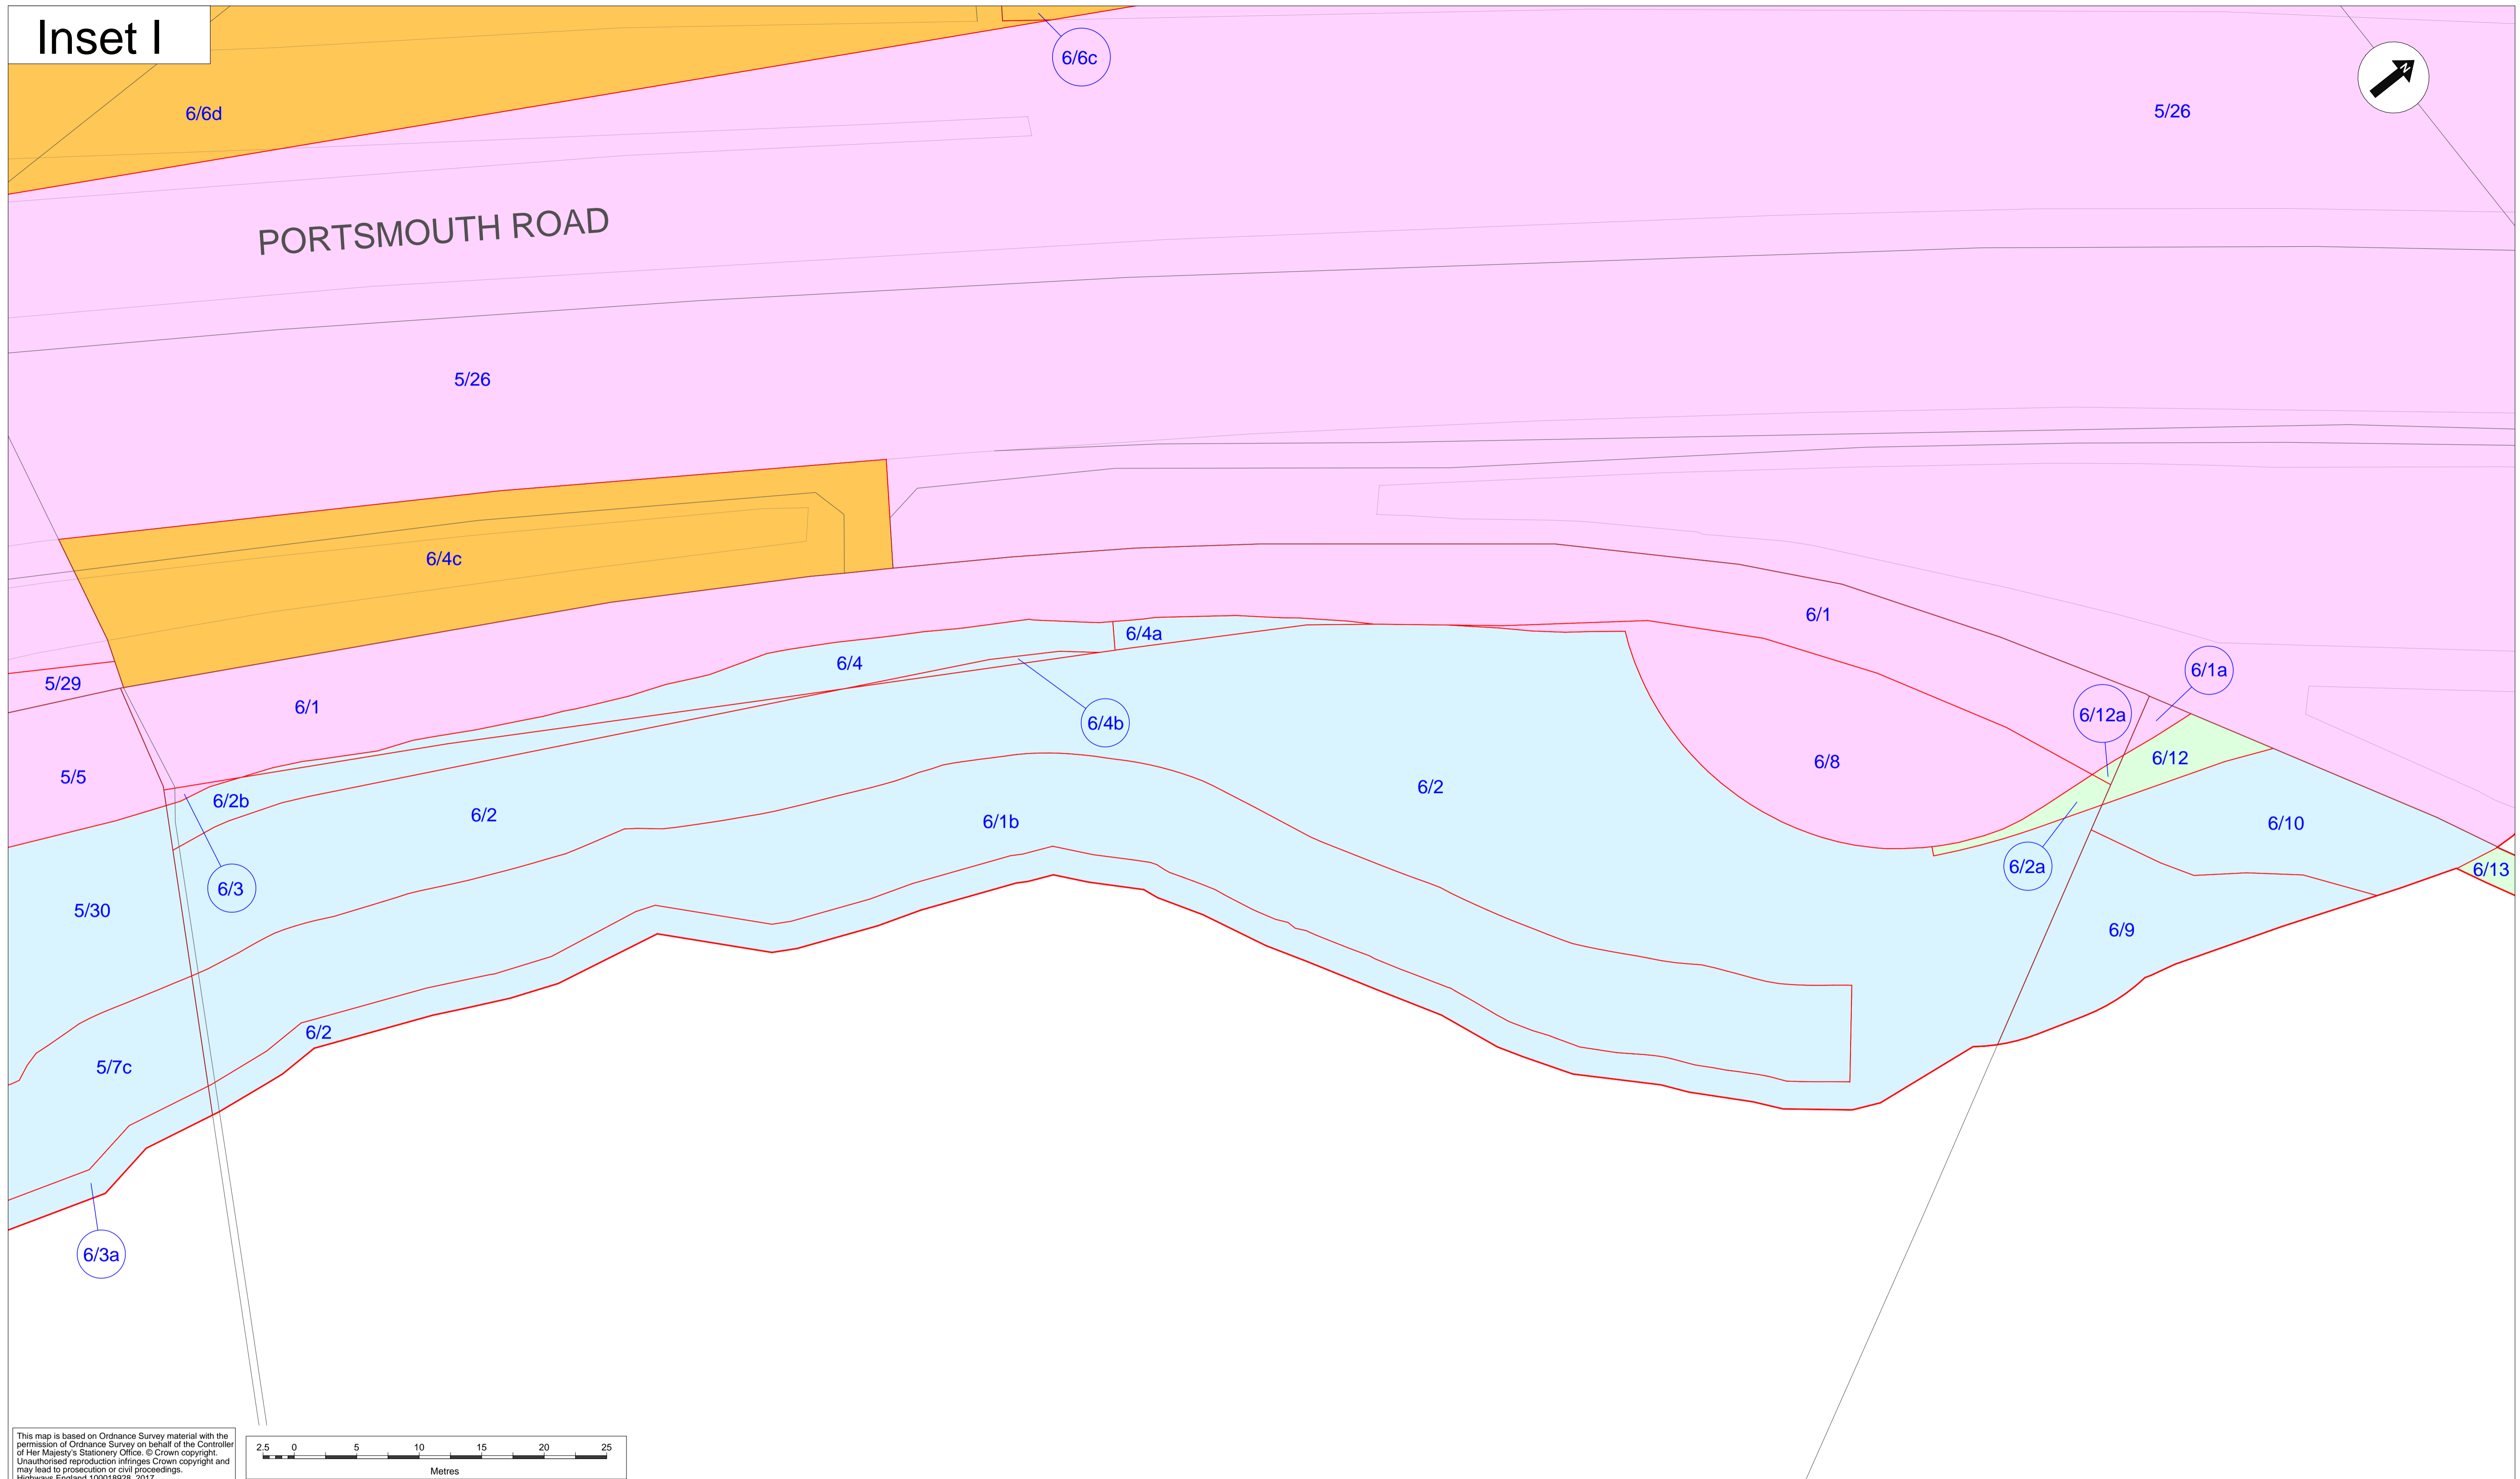 Inset I
6/6c
N
6/6d
5/26
PORTSMOUTH ROAD
5/26
6/4c
6/1
6/4a
6/4
6/1a
5/29
6/1
6/12a
6/4b
6/12
6/8
5/5
6/2
6/2b
6/2
6/1b
6/10
6/2a
6/13
6/3
5/30
6/9
6/2
5/7c
6/3a
This map is based on Ordnance Survey material with the
permission of Ordnance Survey on behalf of the Controller
of Her Majesty's Stationery Office. © Crown copyright.
Unauthorised reproduction infringes Crown copyright and
may lead to prosecution or civil proceedings.
Highways England 100018928. 2017
2.5 0 5 10 15 20 25
Metres